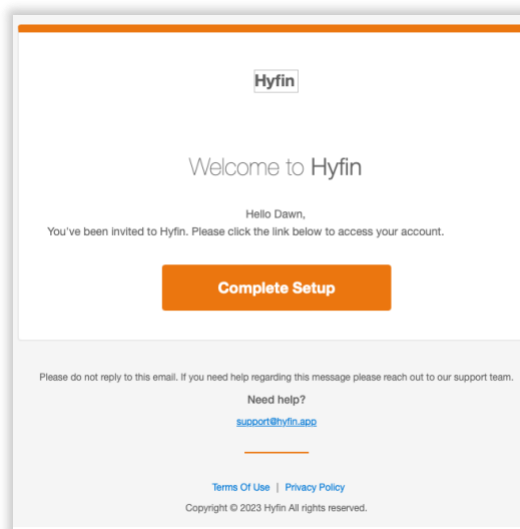 Hyfin
Welcome to Hyfin
Hello Dawn,
You've been invited to Hyfin. Please click the link below to access your account.
Complete Setup
Please do not reply to this email. If you need help regarding this message please reach out to our support team.
Need help?
support@hyfin.app
Terms Of Use | Privacy Policy
Copyright © 2023 Hyfin All rights reserved.